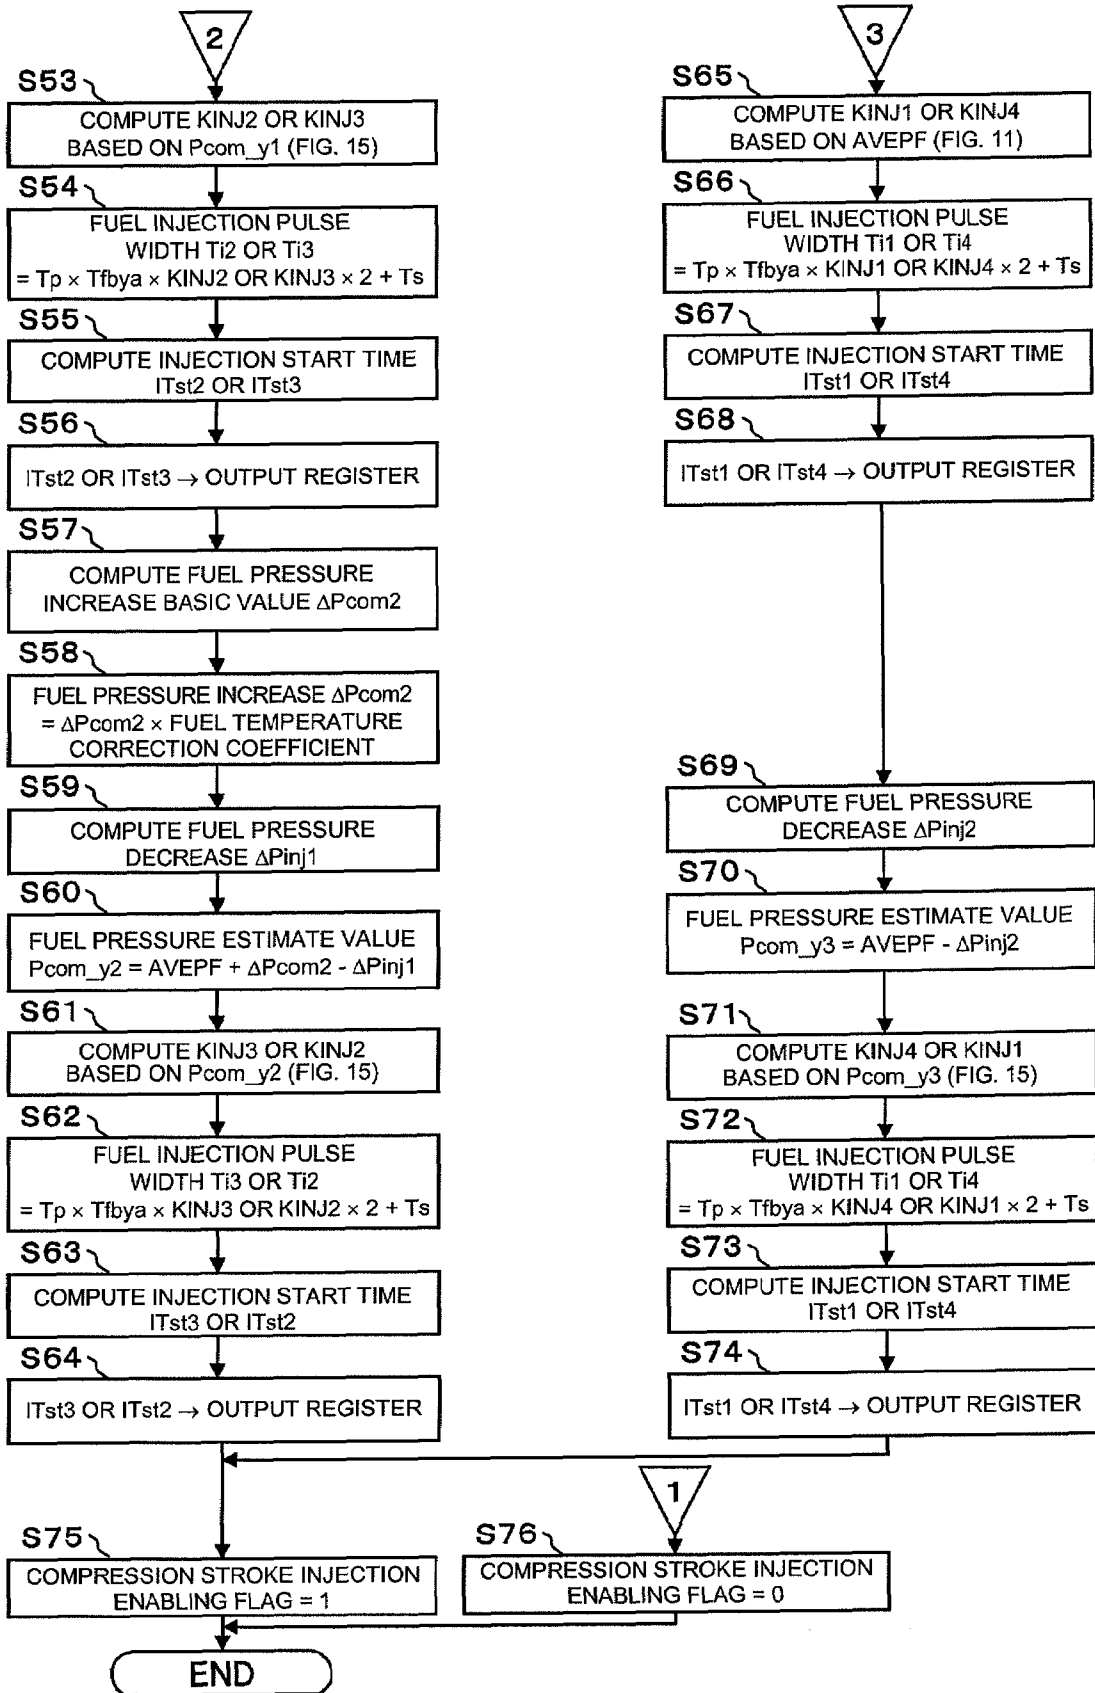 2
S53
COMPUTE KINJ2 OR KINJ3
BASED ON Pcom_y1 (FIG. 15)
S54
FUEL INJECTION PULSE
WIDTH Ti2 OR Ti3
= Tp × Tfbya × KINJ2 OR KINJ3 × 2 + Ts
S55
COMPUTE INJECTION START TIME
ITst2 OR ITst3
S56
ITst2 OR ITst3 → OUTPUT REGISTER
S57
COMPUTE FUEL PRESSURE
INCREASE BASIC VALUE ΔPcom2
S58
FUEL PRESSURE INCREASE ΔPcom2
= ΔPcom2 × FUEL TEMPERATURE
CORRECTION COEFFICIENT
S59
COMPUTE FUEL PRESSURE
DECREASE ΔPinj1
S60
FUEL PRESSURE ESTIMATE VALUE
Pcom_y2 = AVEPF + ΔPcom2 - ΔPinj1
S61
COMPUTE KINJ3 OR KINJ2
BASED ON Pcom_y2 (FIG. 15)
S62
FUEL INJECTION PULSE
WIDTH Ti3 OR Ti2
= Tp × Tfbya × KINJ3 OR KINJ2 × 2 + Ts
S63
COMPUTE INJECTION START TIME
ITst3 OR ITst2
S64
ITst3 OR ITst2 → OUTPUT REGISTER
3
S65
COMPUTE KINJ1 OR KINJ4
BASED ON AVEPF (FIG. 11)
S66
FUEL INJECTION PULSE
WIDTH Ti1 OR Ti4
= Tp × Tfbya × KINJ1 OR KINJ4 × 2 + Ts
S67
COMPUTE INJECTION START TIME
ITst1 OR ITst4
S68
ITst1 OR ITst4 → OUTPUT REGISTER
S69
COMPUTE FUEL PRESSURE
DECREASE ΔPinj2
S70
FUEL PRESSURE ESTIMATE VALUE
Pcom_y3 = AVEPF - ΔPinj2
S71
COMPUTE KINJ4 OR KINJ1
BASED ON Pcom_y3 (FIG. 15)
S72
FUEL INJECTION PULSE
WIDTH Ti1 OR Ti4
= Tp × Tfbya × KINJ4 OR KINJ1 × 2 + Ts
S73
COMPUTE INJECTION START TIME
ITst1 OR ITst4
S74
ITst1 OR ITst4 → OUTPUT REGISTER
S75
COMPRESSION STROKE INJECTION
ENABLING FLAG = 1
1
S76
COMPRESSION STROKE INJECTION
ENABLING FLAG = 0
END